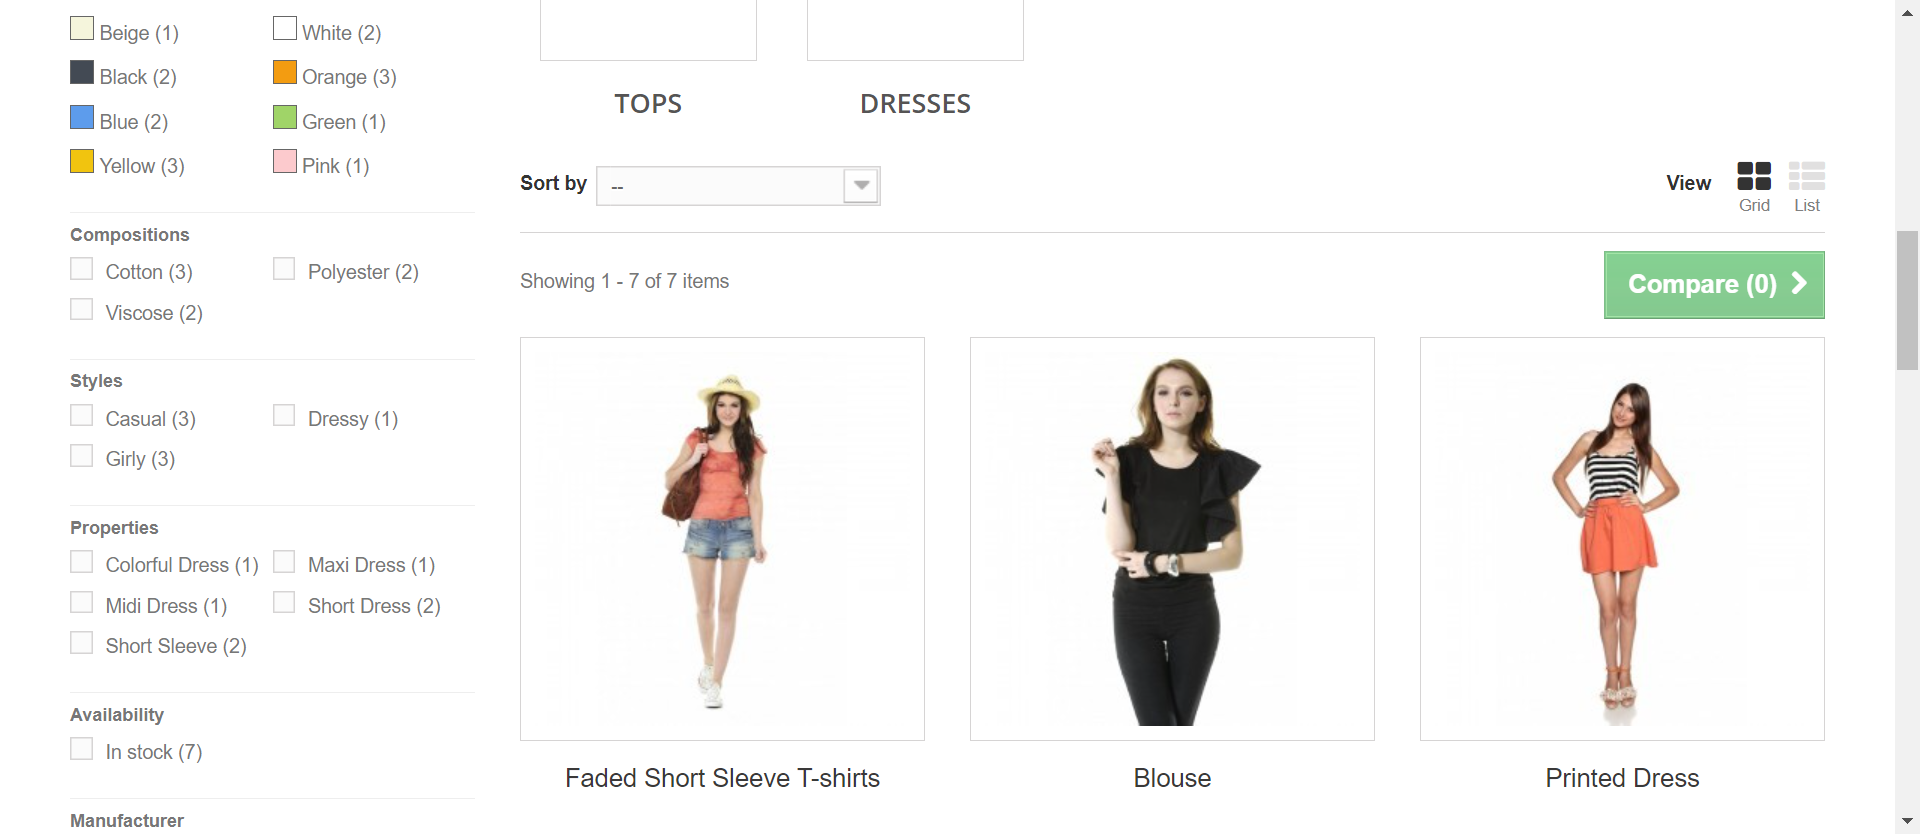 Beige (1)
White (2)
Black (2)
Orange (3)
Blue (2)
Green (1)
Yellow (3)
Pink (1)
Compositions
Cotton (3)
Polyester (2)
Viscose (2)
Styles
Casual (3)
Dressy (1)
Girly (3)
Properties
Colorful Dress (1)
Maxi Dress (1)
Midi Dress (1)
Short Dress (2)
Short Sleeve (2)
Availability
In stock (7)
Manufacturer
TOPS
DRESSES
Sort by
--
View
Grid
List
Showing 1 - 7 of 7 items
Compare (0)
Faded Short Sleeve T-shirts
Blouse
Printed Dress